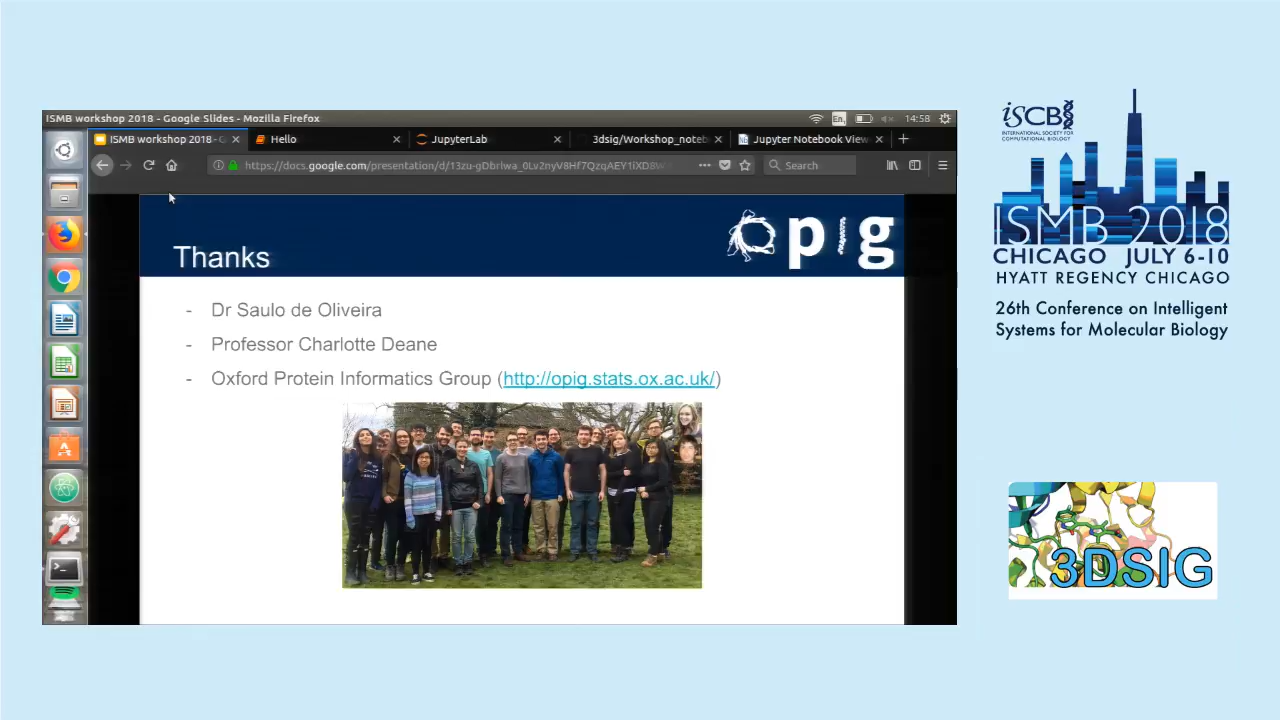 ISMB workshop 2018 - Google Slides - Mozilla Firefox
En
14:58
ISMB workshop 2018 - G
Hello
JupyterLab
3dsig/Workshop_noteb
Jupyter Notebook View
Search
Thanks
opig
- Dr Saulo de Oliveira
- Professor Charlotte Deane
- Oxford Protein Informatics Group (http://opig.stats.ox.ac.uk/)
iSCB
INTERNATIONAL SOCIETY FOR
COMPUTATIONAL BIOLOGY
ISMB 2018
CHICAGO JULY 6-10
HYATT REGENCY CHICAGO
26th Conference on Intelligent
Systems for Molecular Biology
3DSIG